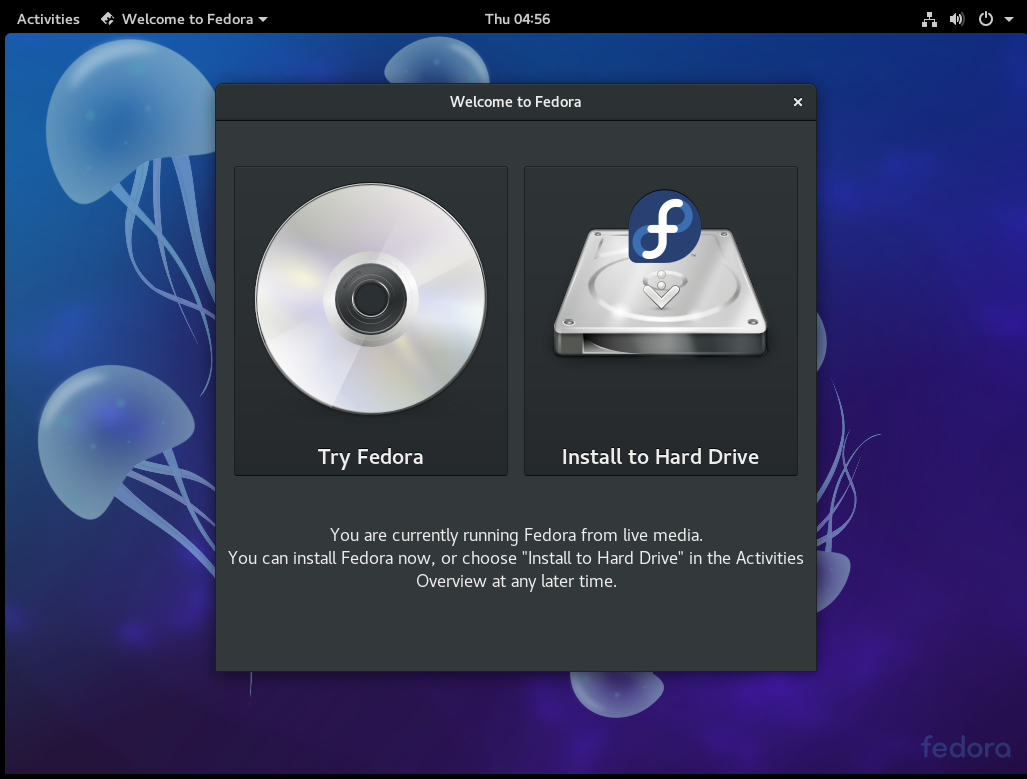 Activities Welcome to Fedora Thu 04:56
Welcome to Fedora
Try Fedora Install to Hard Drive
You are currently running Fedora from live media.
You can install Fedora now, or choose "Install to Hard Drive" in the Activities
Overview at any later time.
fedora